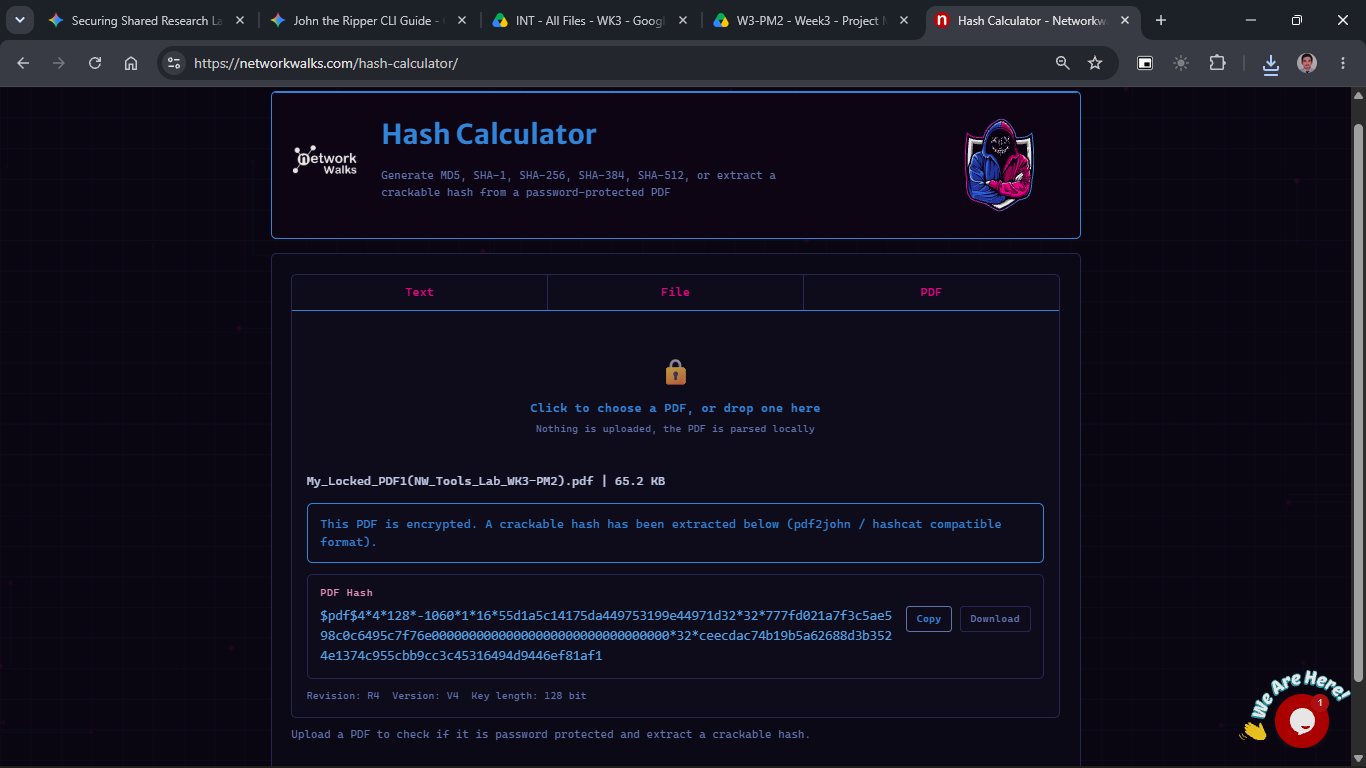 Securing Shared Research La
John the Ripper CLI Guide -
INT - All Files - WK3 - Googl
W3-PM2 - Week3 - Project M
Hash Calculator - Networkwa
https://networkwalks.com/hash-calculator/
network
Walks
Hash Calculator
Generate MD5, SHA-1, SHA-256, SHA-384, SHA-512, or extract a
crackable hash from a password-protected PDF
Text
File
PDF
Click to choose a PDF, or drop one here
Nothing is uploaded, the PDF is parsed locally
My_Locked_PDF1(NW_Tools_Lab_WK3-PM2).pdf | 65.2 KB
This PDF is encrypted. A crackable hash has been extracted below (pdf2john / hashcat compatible
format).
PDF Hash
$pdf$4*4*128*-1060*1*16*55d1a5c14175da449753199e44971d32*32*777fd021a7f3c5ae5
98c0c6495c7f76e00000000000000000000000000000000*32*ceecdac74b19b5a62688d3b352
4e1374c955cbb9cc3c45316494d9446ef81af1
Copy
Download
Revision: R4 Version: V4 Key length: 128 bit
Upload a PDF to check if it is password protected and extract a crackable hash.
We Are Here!
1